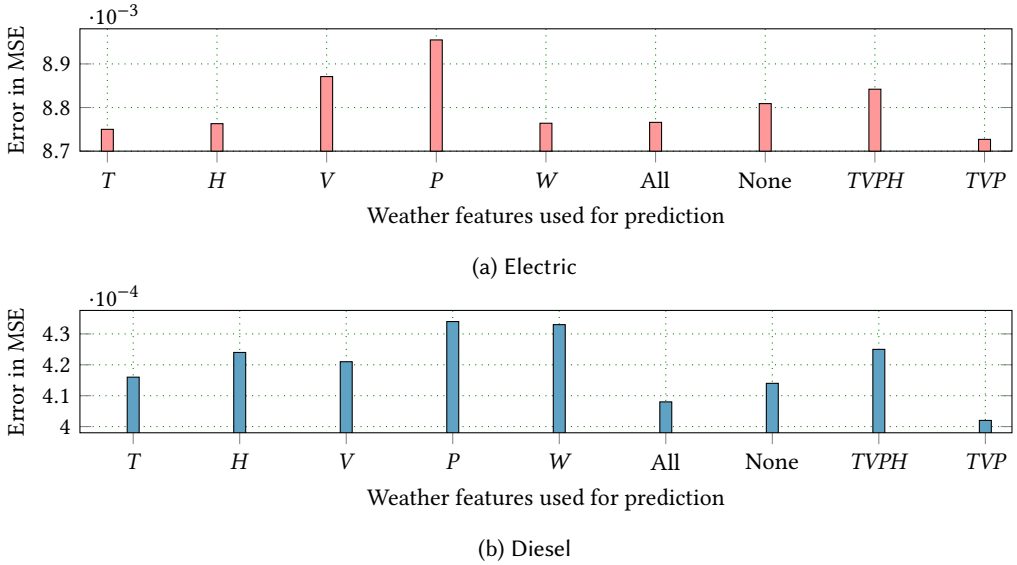 ·10⁻³
Error in MSE
8.9
8.8
8.7
T H V P W All None TVPH TVP
Weather features used for prediction
(a) Electric
·10⁻⁴
Error in MSE
4.3
4.2
4.1
4
T H V P W All None TVPH TVP
Weather features used for prediction
(b) Diesel